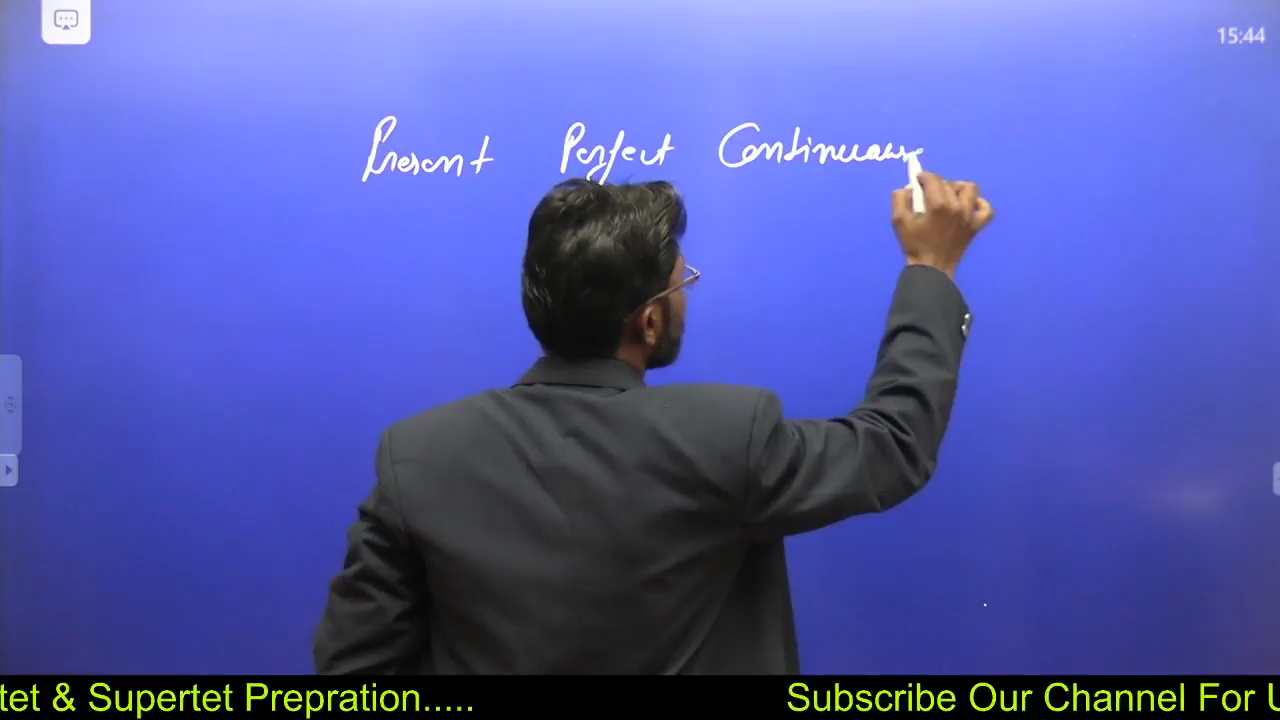 15:44
Present Perfect Continuous
tet & Supertet Prepration..... Subscribe Our Channel For U